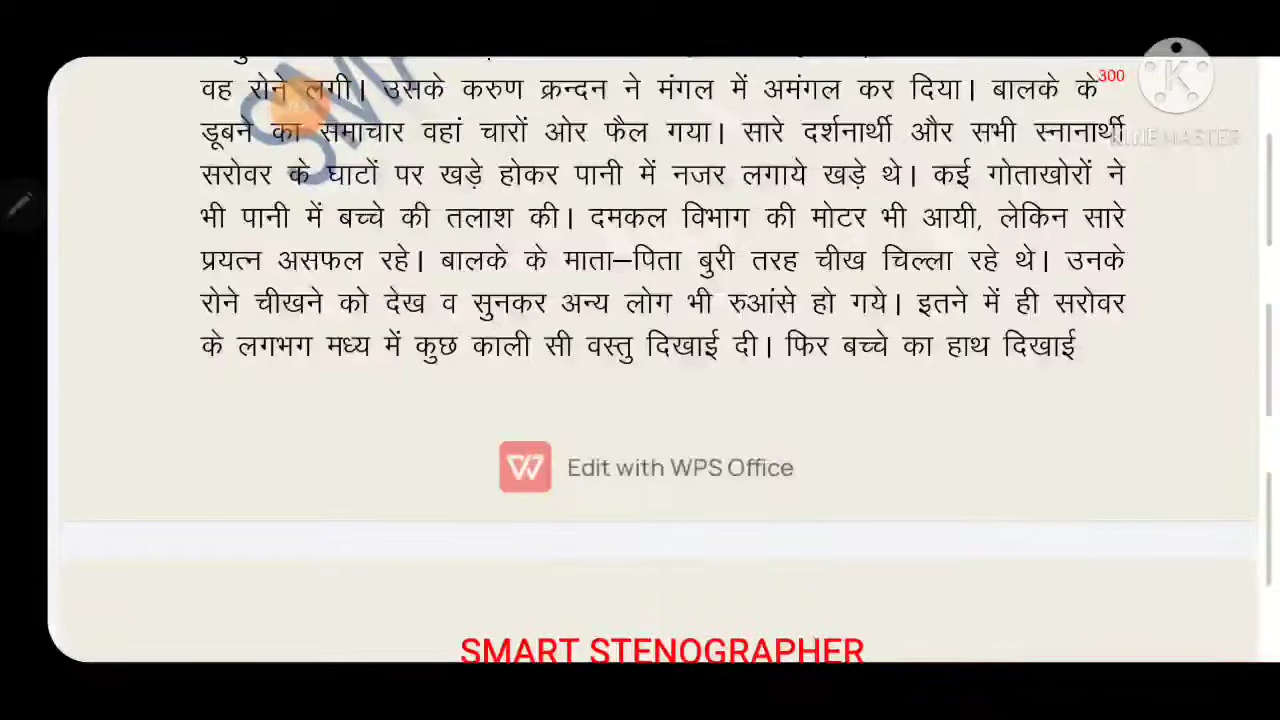 वह रोने लगी। उसके करुण क्रन्दन ने मंगल में अमंगल कर दिया। बालके के 300
डूबने का समाचार वहां चारों ओर फैल गया। सारे दर्शनार्थी और सभी स्नानार्थी
सरोवर के घाटों पर खड़े होकर पानी में नजर लगाये खड़े थे। कई गोताखोरों ने
भी पानी में बच्चे की तलाश की। दमकल विभाग की मोटर भी आयी, लेकिन सारे
प्रयत्न असफल रहे। बालके के माता–पिता बुरी तरह चीख चिल्ला रहे थे। उनके
रोने चीखने को देख व सुनकर अन्य लोग भी रुआंसे हो गये। इतने में ही सरोवर
के लगभग मध्य में कुछ काली सी वस्तु दिखाई दी। फिर बच्चे का हाथ दिखाई
K
KINEMASTER
Edit with WPS Office
SMART STENOGRAPHER